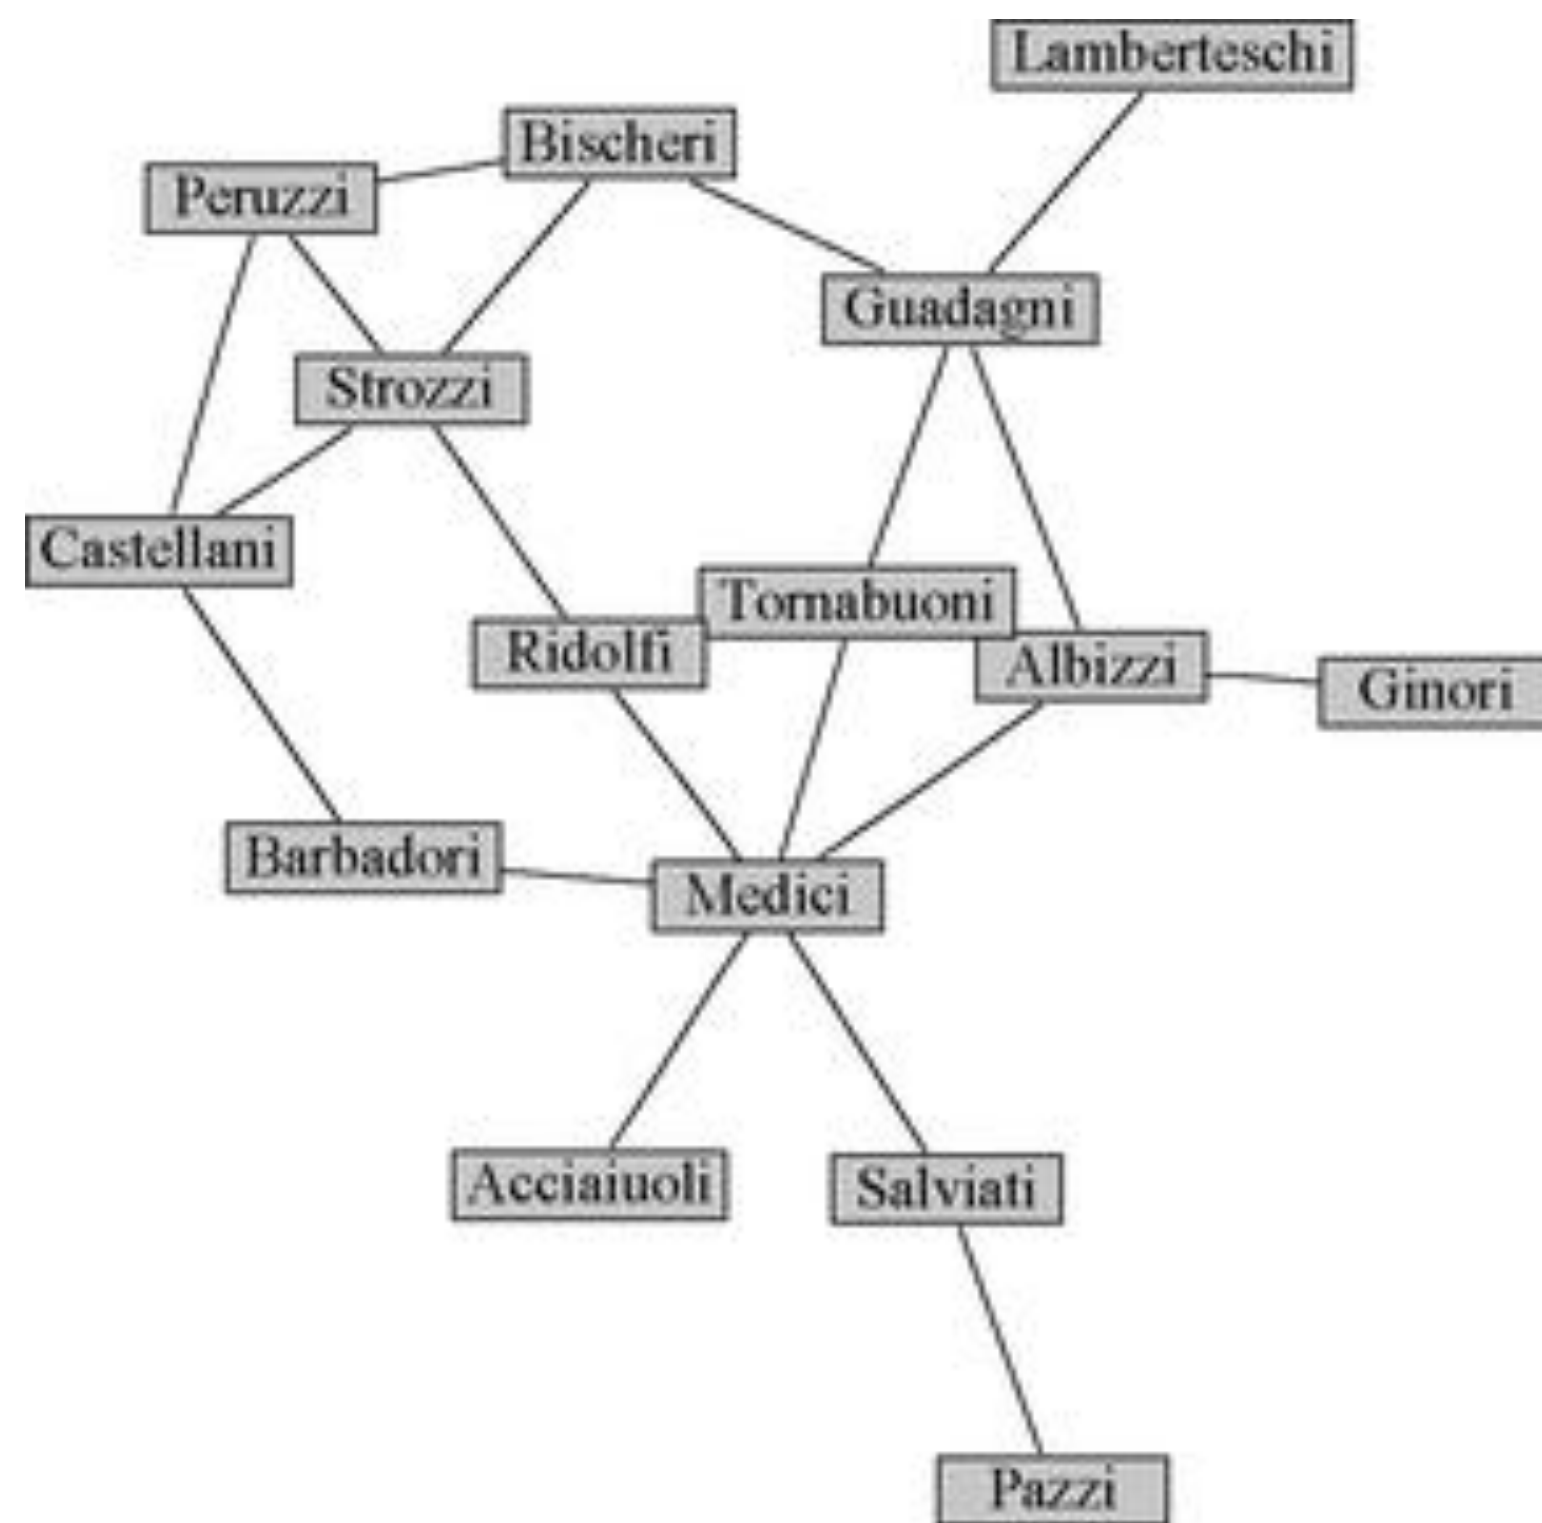 Lamberteschi
Bischeri
Peruzzi
Guadagni
Strozzi
Castellani
Tornabuoni
Ridolfi
Albizzi
Ginori
Barbadori
Medici
Acciaiuoli
Salviati
Pazzi